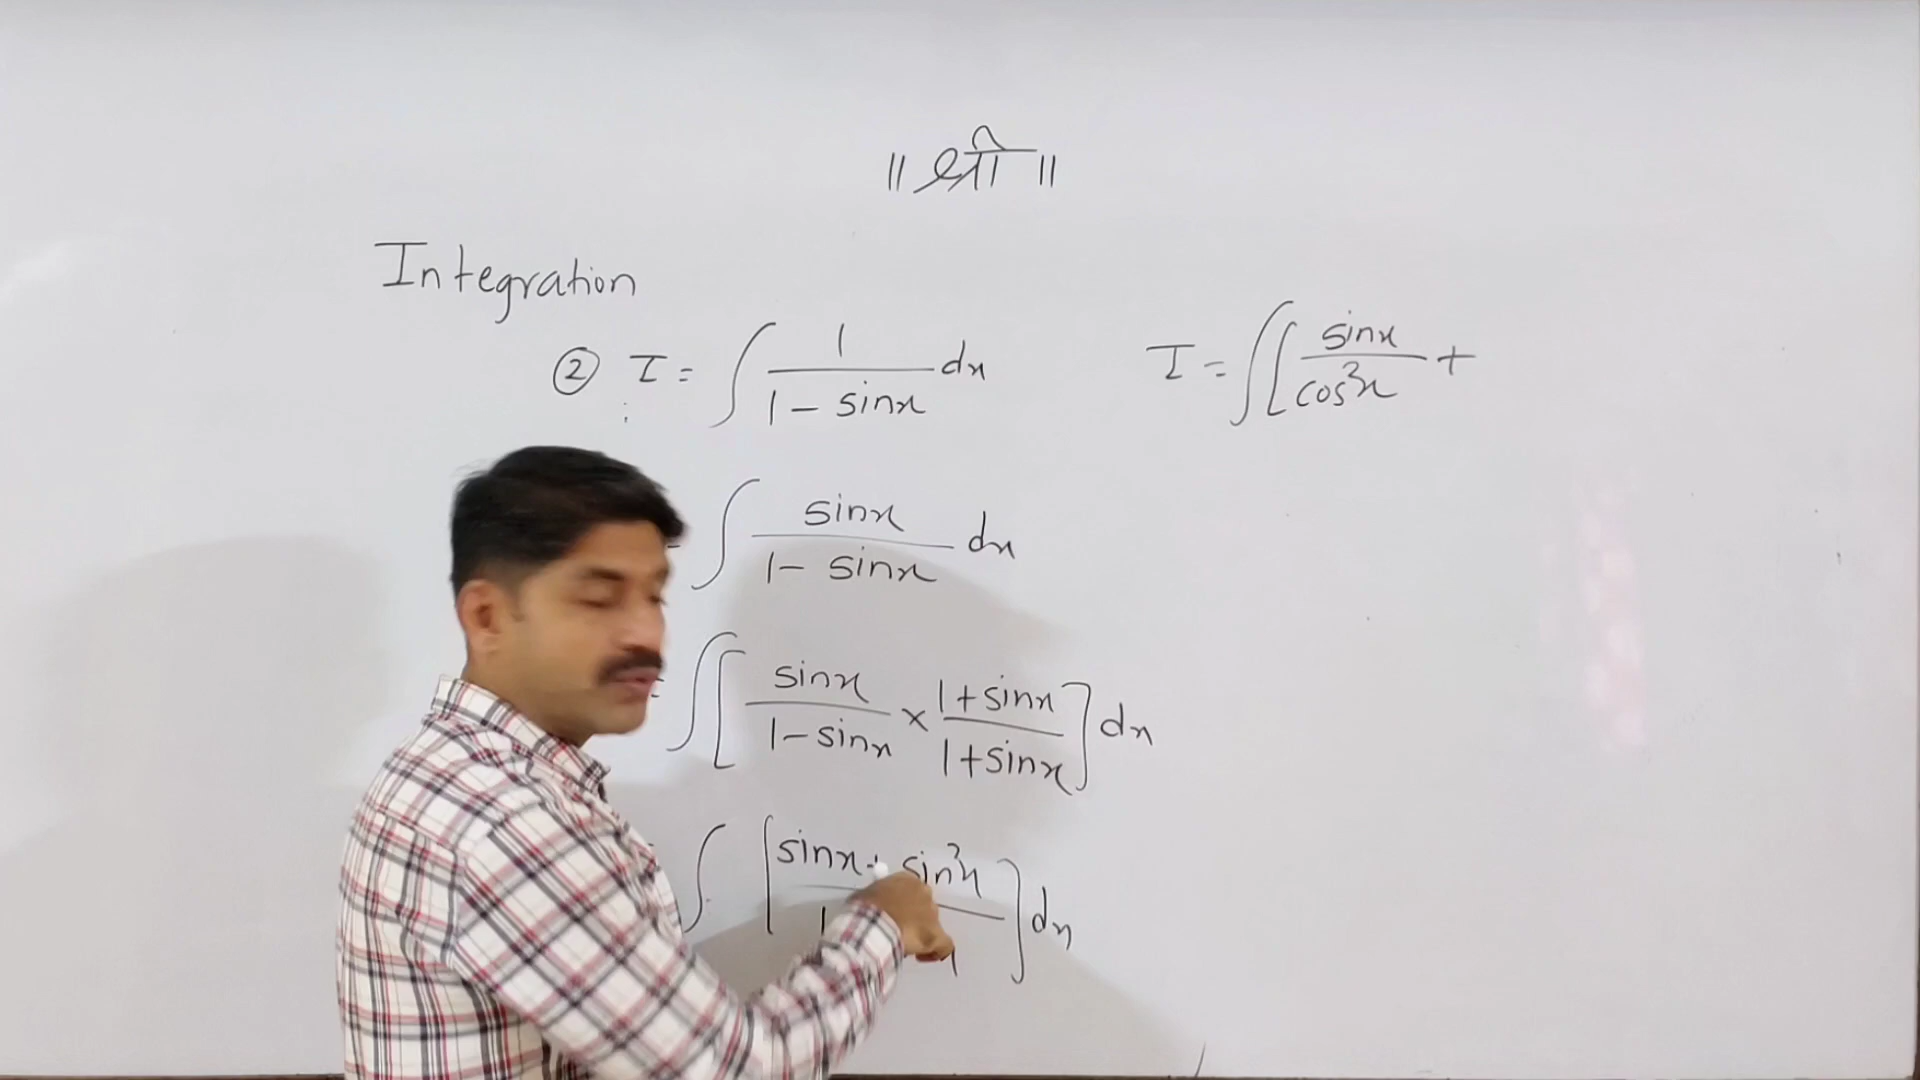 ॥ श्री ॥
Integration
② I = ∫ 1/(1 - sinx) dx
∫ sinx/(1 - sinx) dx
= ∫ [ sinx/(1 - sinx) × (1 + sinx)/(1 + sinx) ] dx
∫ [ (sinx + sin²x)/1 ] dx
I = ∫ [ sinx/cos²x +